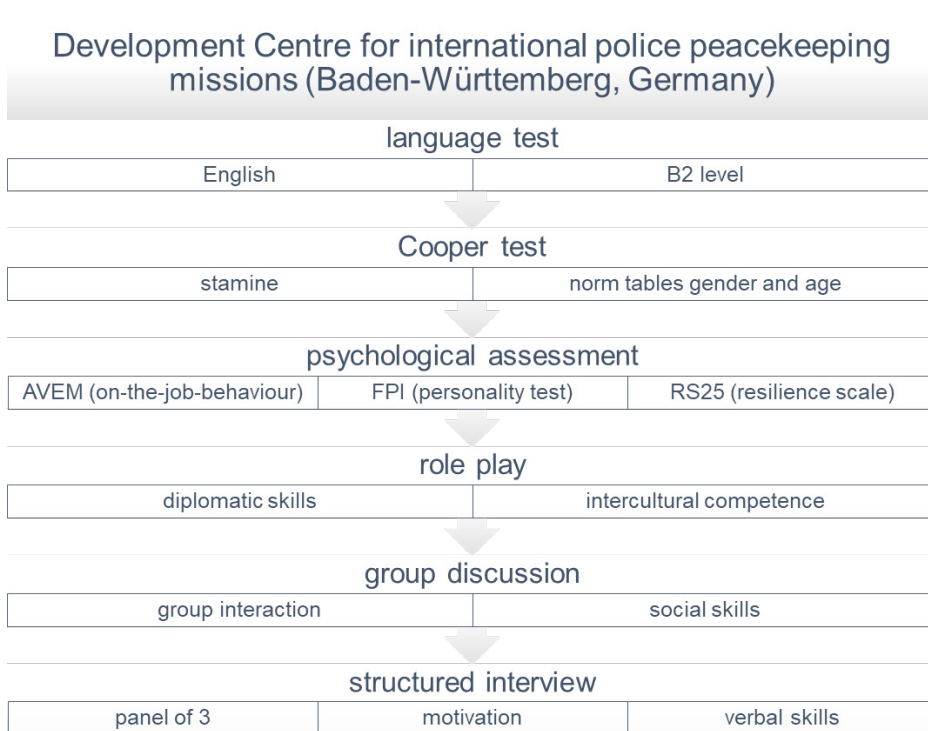 Development Centre for international police peacekeeping
missions (Baden-Württemberg, Germany)
language test
English B2 level
Cooper test
stamine norm tables gender and age
psychological assessment
AVEM (on-the-job-behaviour) FPI (personality test) RS25 (resilience scale)
role play
diplomatic skills intercultural competence
group discussion
group interaction social skills
structured interview
panel of 3 motivation verbal skills